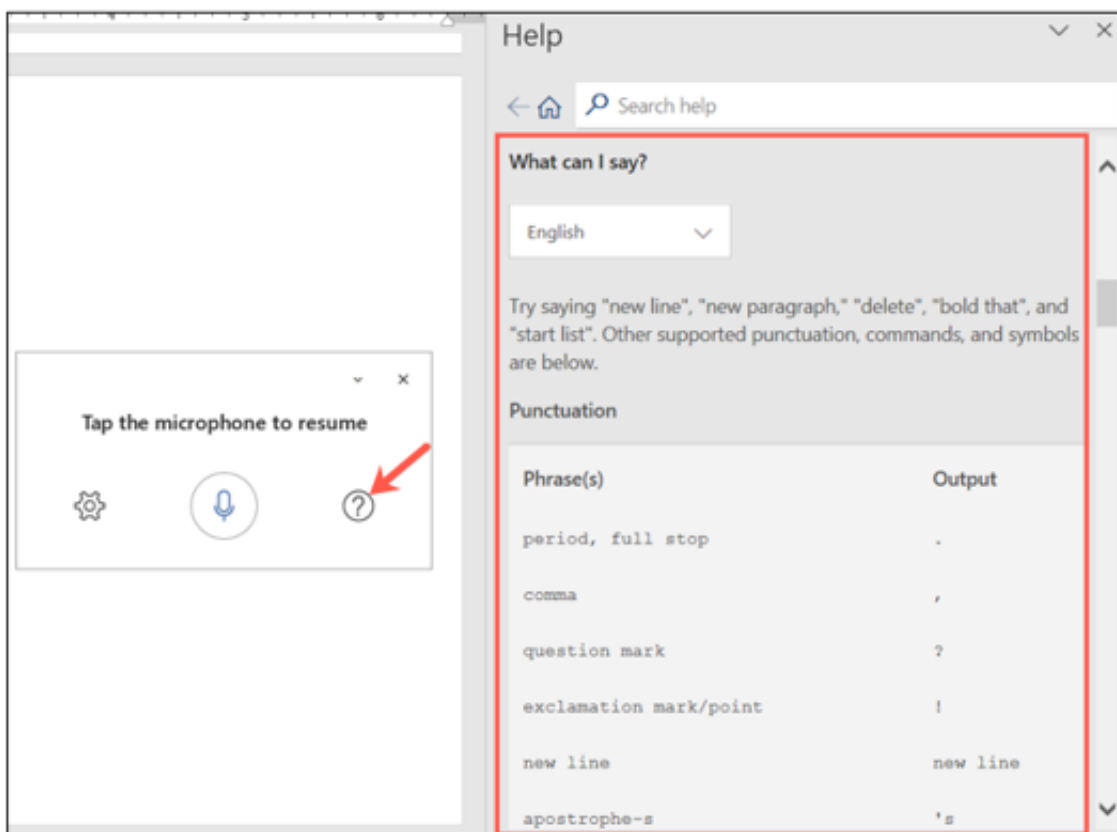 Help
Search help
What can I say?
English
Try saying "new line", "new paragraph," "delete", "bold that", and
"start list". Other supported punctuation, commands, and symbols
are below.
Punctuation
Phrase(s) Output
period, full stop .
comma ,
question mark ?
exclamation mark/point !
new line new line
apostrophe-s 's
Tap the microphone to resume